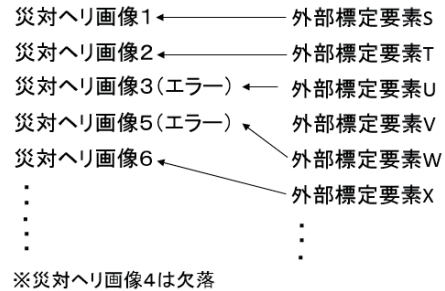 災対ヘリ画像1 外部標定要素S
災対ヘリ画像2 外部標定要素T
災対ヘリ画像3(エラー) 外部標定要素U
災対ヘリ画像5(エラー) 外部標定要素V
災対ヘリ画像6 外部標定要素W
外部標定要素X
※災対ヘリ画像4は欠落